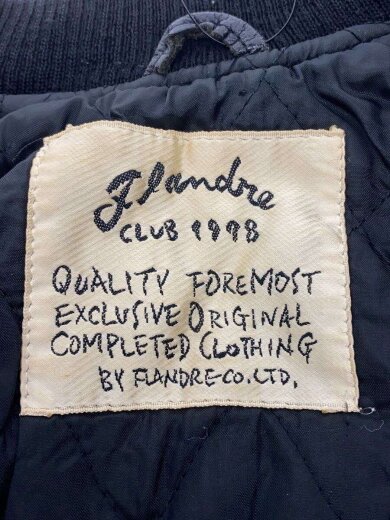 Flandre
CLUB 1998
QUALITY FOREMOST
EXCLUSIVE ORIGINAL
COMPLETED CLOTHING
BY FLANDRE CO. LTD.